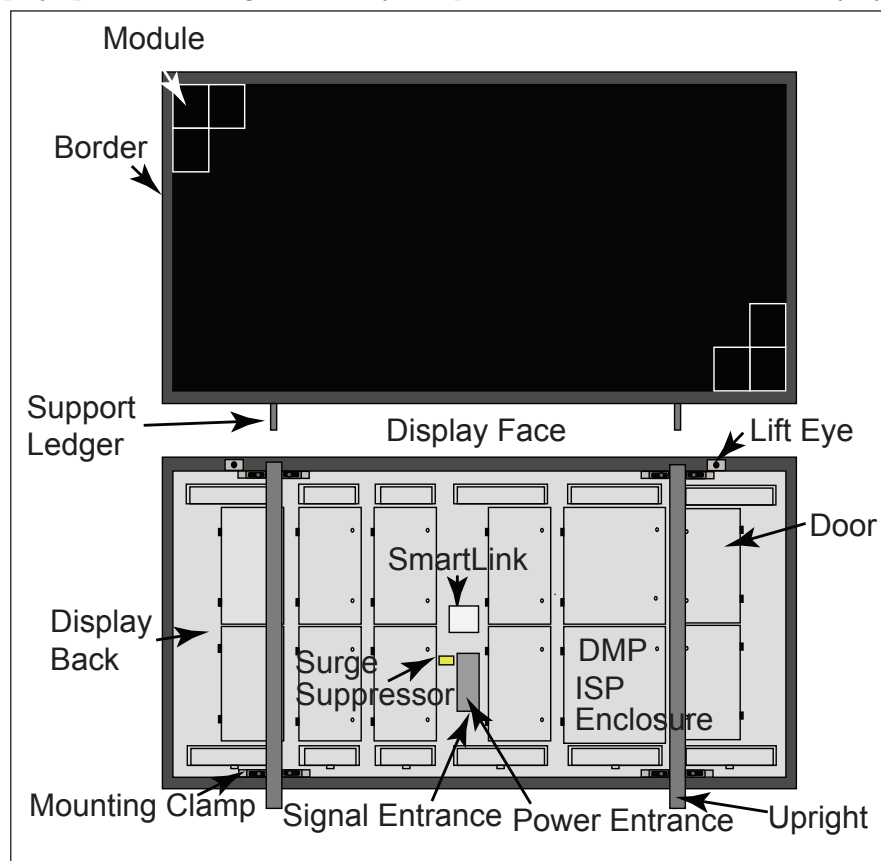 Module
Border
Support
Ledger
Display Face
Lift Eye
Door
SmartLink
Display
Back
Surge
Suppressor
DMP
ISP
Enclosure
Mounting Clamp
Signal Entrance
Power Entrance
Upright